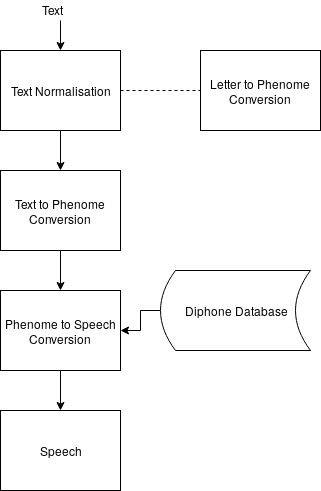 Text
Text Normalisation
Letter to Phenome
Conversion
Text to Phenome
Conversion
Phenome to Speech
Conversion
Diphone Database
Speech